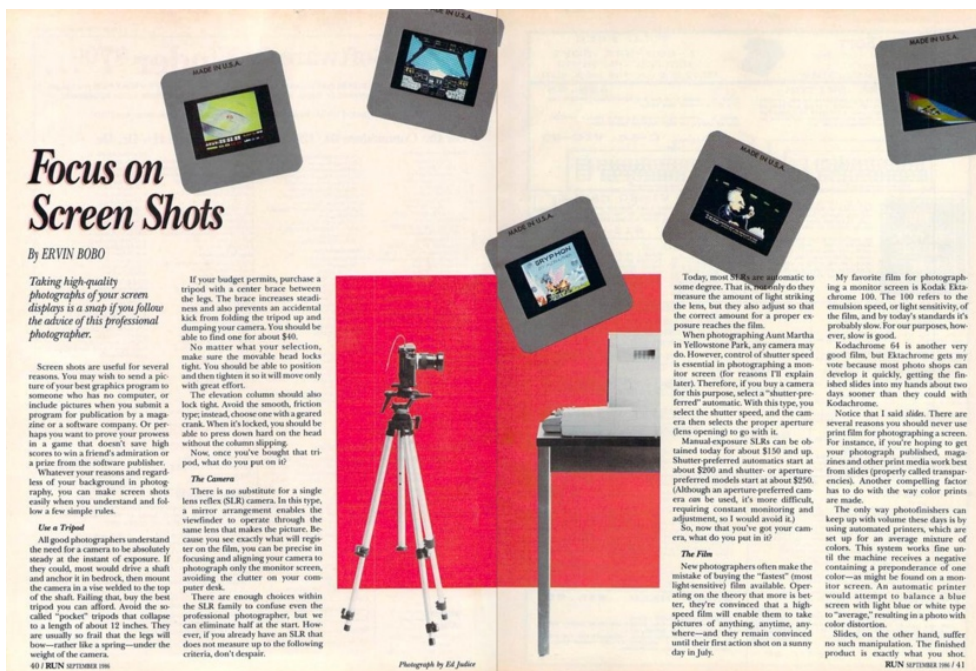 MADE IN U.S.A.
MADE IN U.S.A.
MADE IN U.S.A.
MADE IN U.S.A.
MADE IN U.S.A.
GRYPHON
Focus on
Screen Shots
By ERVIN BOBO
Taking high-quality
photographs of your screen
displays is a snap if you follow
the advice of this professional
photographer.
Screen shots are useful for several
reasons. You may wish to send a pic-
ture of your best graphics program to
someone who has no computer, or
include pictures when you submit a
program for publication by a maga-
zine or a software company. Or per-
haps you want to prove your prowess
in a game that doesn't save high
scores to win a friend's admiration or
a prize from the software publisher.
Whatever your reasons and regard-
less of your background in photog-
raphy, you can make screen shots
easily when you understand and fol-
low a few simple rules.
Use a Tripod
All good photographers understand
the need for a camera to be absolutely
steady at the instant of exposure. If
they could, most would drive a shaft
and anchor it in bedrock, then mount
the camera in a vise welded to the top
of the shaft. Failing that, buy the best
tripod you can afford. Avoid the so-
called "pocket" tripods that collapse
to a length of about 12 inches. They
are usually so frail that the legs will
bow—rather like a spring—under the
weight of the camera.
If your budget permits, purchase a
tripod with a center brace between
the legs. The brace increases steadi-
ness and also prevents an accidental
kick from folding the tripod up and
dumping your camera. You should be
able to find one for about $40.
No matter what your selection,
make sure the movable head locks
tight. You should be able to position
and then tighten it so it will move only
with great effort.
The elevation column should also
lock tight. Avoid the smooth, friction
type; instead, choose one with a geared
crank. When it's locked, you should be
able to press down hard on the head
without the column slipping.
Now, once you've bought that tri-
pod, what do you put on it?
The Camera
There is no substitute for a single
lens reflex (SLR) camera. In this type,
a mirror arrangement enables the
viewfinder to operate through the
same lens that makes the picture. Be-
cause you see exactly what will regis-
ter on the film, you can be precise in
focusing and aligning your camera to
photograph only the monitor screen,
avoiding the clutter on your com-
puter desk.
There are enough choices within
the SLR family to confuse even the
professional photographer, but we
can eliminate half at the start. How-
ever, if you already have an SLR that
does not measure up to the following
criteria, don't despair.
Today, most SLRs are automatic to
some degree. That is, not only do they
measure the amount of light striking
the lens, but they also adjust so that
the correct amount for a proper ex-
posure reaches the film.
When photographing Aunt Martha
in Yellowstone Park, any camera may
do. However, control of shutter speed
is essential in photographing a mon-
itor screen (for reasons I'll explain
later). Therefore, if you buy a camera
for this purpose, select a "shutter-pre-
ferred" automatic. With this type, you
select the shutter speed, and the cam-
era then selects the proper aperture
(lens opening) to go with it.
Manual-exposure SLRs can be ob-
tained today for about $150 and up.
Shutter-preferred automatics start at
about $200 and shutter- or aperture-
preferred models start at about $250.
(Although an aperture-preferred cam-
era can be used, it's more difficult,
requiring constant monitoring and
adjustment, so I would avoid it.)
So, now that you've got your cam-
era, what do you put in it?
The Film
New photographers often make the
mistake of buying the "fastest" (most
light-sensitive) film available. Oper-
ating on the theory that more is bet-
ter, they're convinced that a high-
speed film will enable them to take
pictures of anything, anytime, any-
where—and they remain convinced
until their first action shot on a sunny
day in July.
My favorite film for photograph-
ing a monitor screen is Kodak Ekta-
chrome 100. The 100 refers to the
emulsion speed, or light sensitivity, of
the film, and by today's standards it's
probably slow. For our purposes, how-
ever, slow is good.
Kodachrome 64 is another very
good film, but Ektachrome gets my
vote because most photo shops can
develop it quickly, getting the fin-
ished slides into my hands about two
days sooner than they could with
Kodachrome.
Notice that I said slides. There are
several reasons you should never use
print film for photographing a screen.
For instance, if you're hoping to get
your photograph published, maga-
zines and other print media work best
from slides (properly called transpar-
encies). Another compelling factor
has to do with the way color prints
are made.
The only way photofinishers can
keep up with volume these days is by
using automated printers, which are
set up for an average mixture of
colors. This system works fine un-
til the machine receives a negative
containing a preponderance of one
color—as might be found on a mon-
itor screen. An automatic printer
would attempt to balance a blue
screen with light blue or white type
to "average," resulting in a photo with
color distortion.
Slides, on the other hand, suffer
no such manipulation. The finished
product is exactly what you shot.
40 / RUN SEPTEMBER 1986
Photograph by Ed Judice
RUN SEPTEMBER 1986 / 41